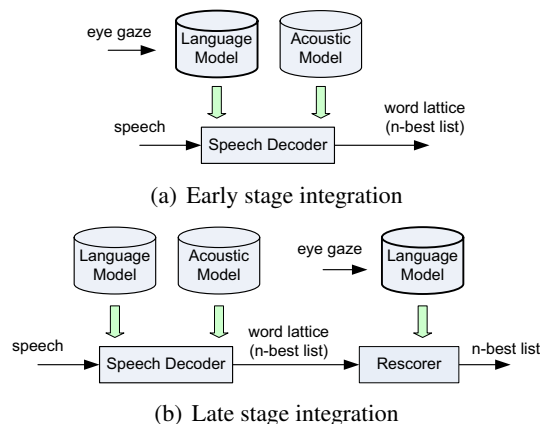 eye gaze
Language
Model
Acoustic
Model
speech
Speech Decoder
word lattice
(n-best list)
(a) Early stage integration
Language
Model
Acoustic
Model
eye gaze
Language
Model
speech
Speech Decoder
word lattice
(n-best list)
Rescorer
n-best list
(b) Late stage integration